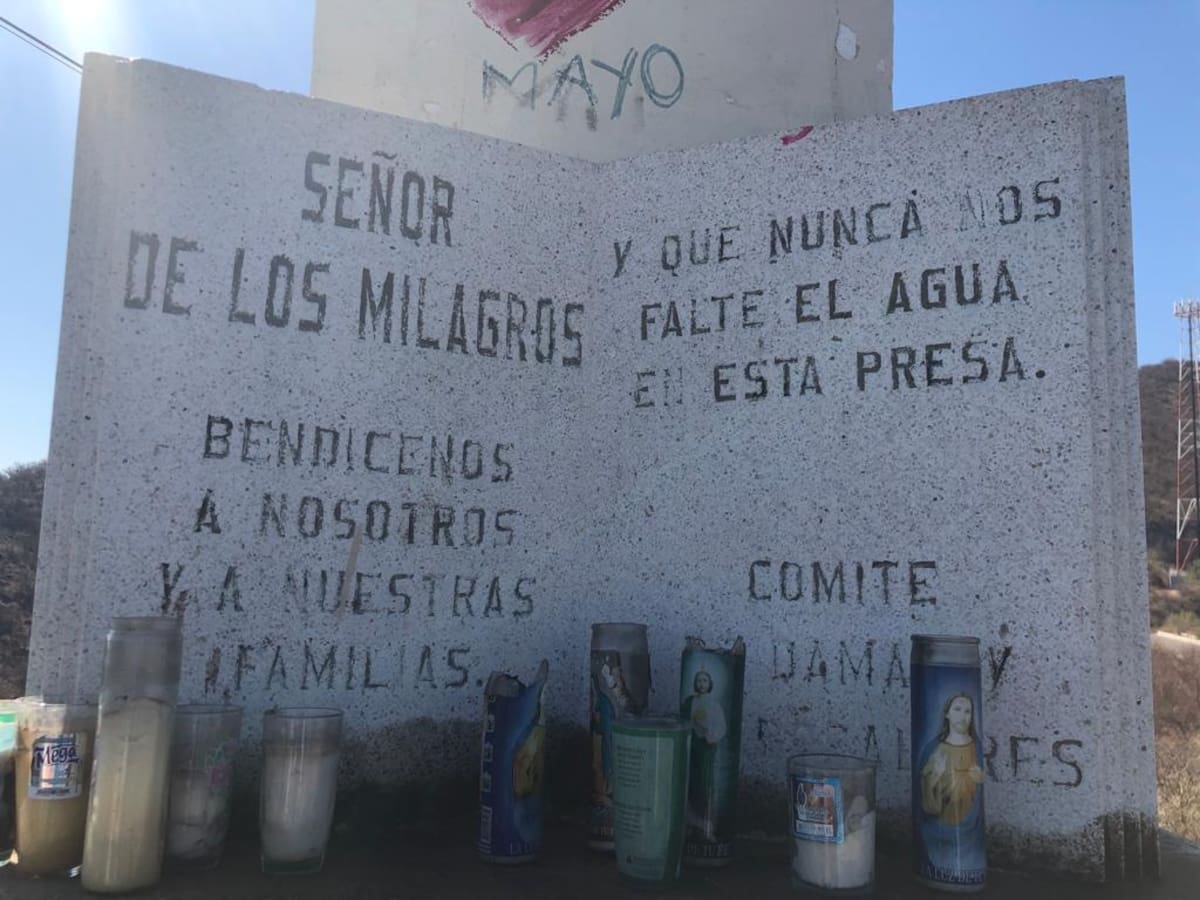 MAYO
SEÑOR
DE LOS MILAGROS
BENDICENOS
A NOSOTROS
Y A NUESTRAS
FAMILIAS.
Y QUE NUNCA NOS
FALTE EL AGUA
EN ESTA PRESA.
COMITE
Y
Mega